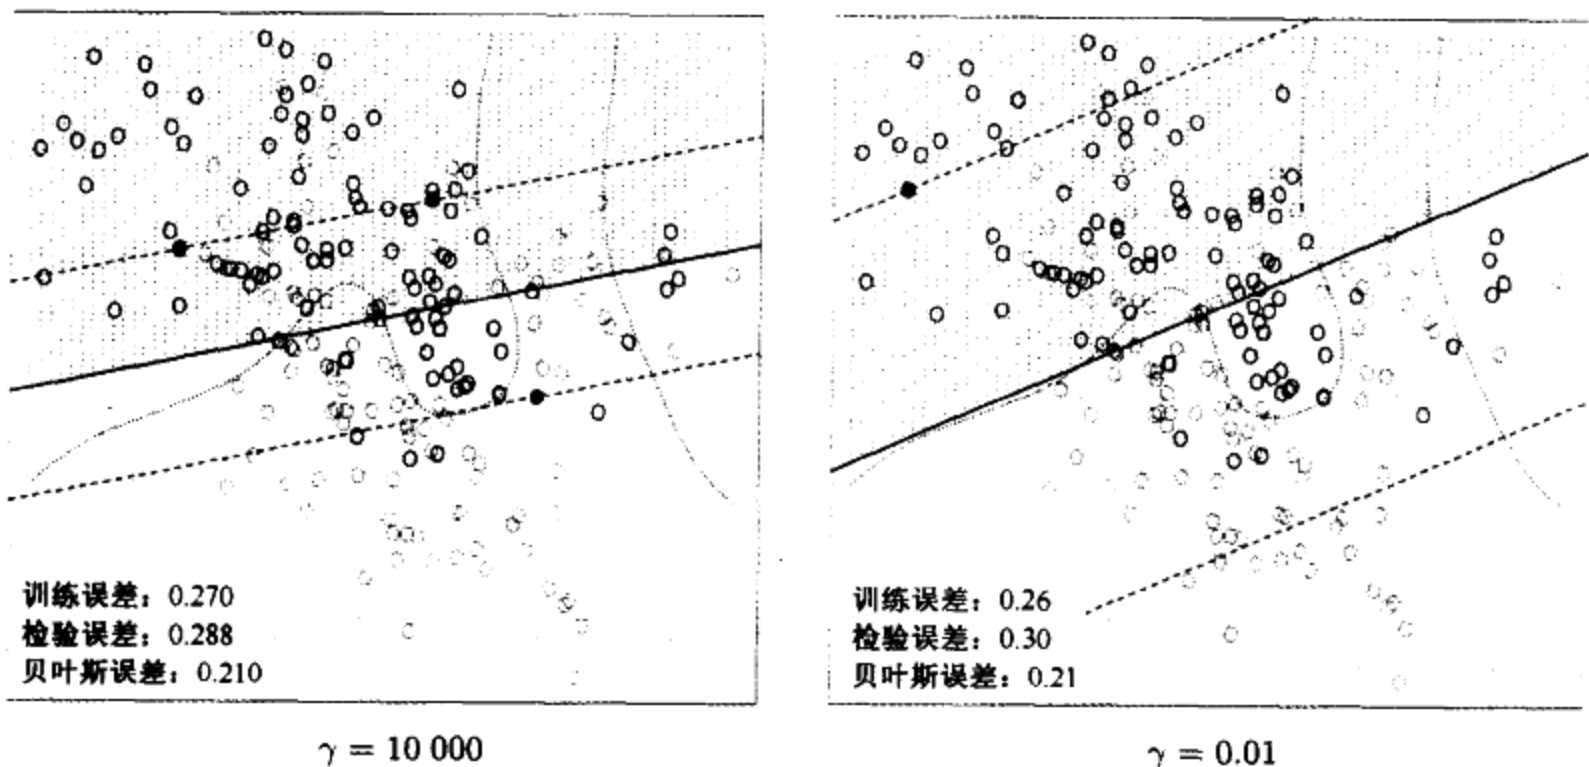 训练误差：0.270
检验误差：0.288
贝叶斯误差：0.210
γ = 10 000
训练误差：0.26
检验误差：0.30
贝叶斯误差：0.21
γ = 0.01